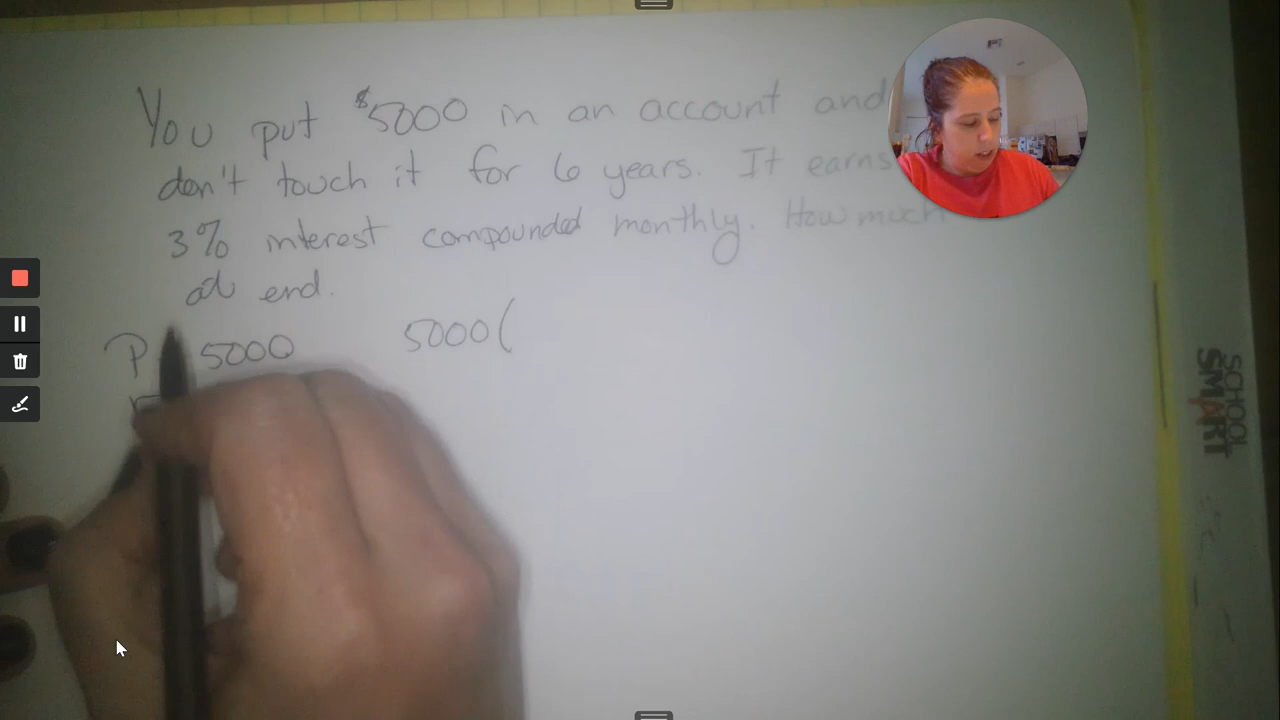 You put $5000 in an account and
don't touch it for 6 years. It earns
3% interest compounded monthly. How much
at end.
P 5000 5000(
r
SCHOOL
SMART